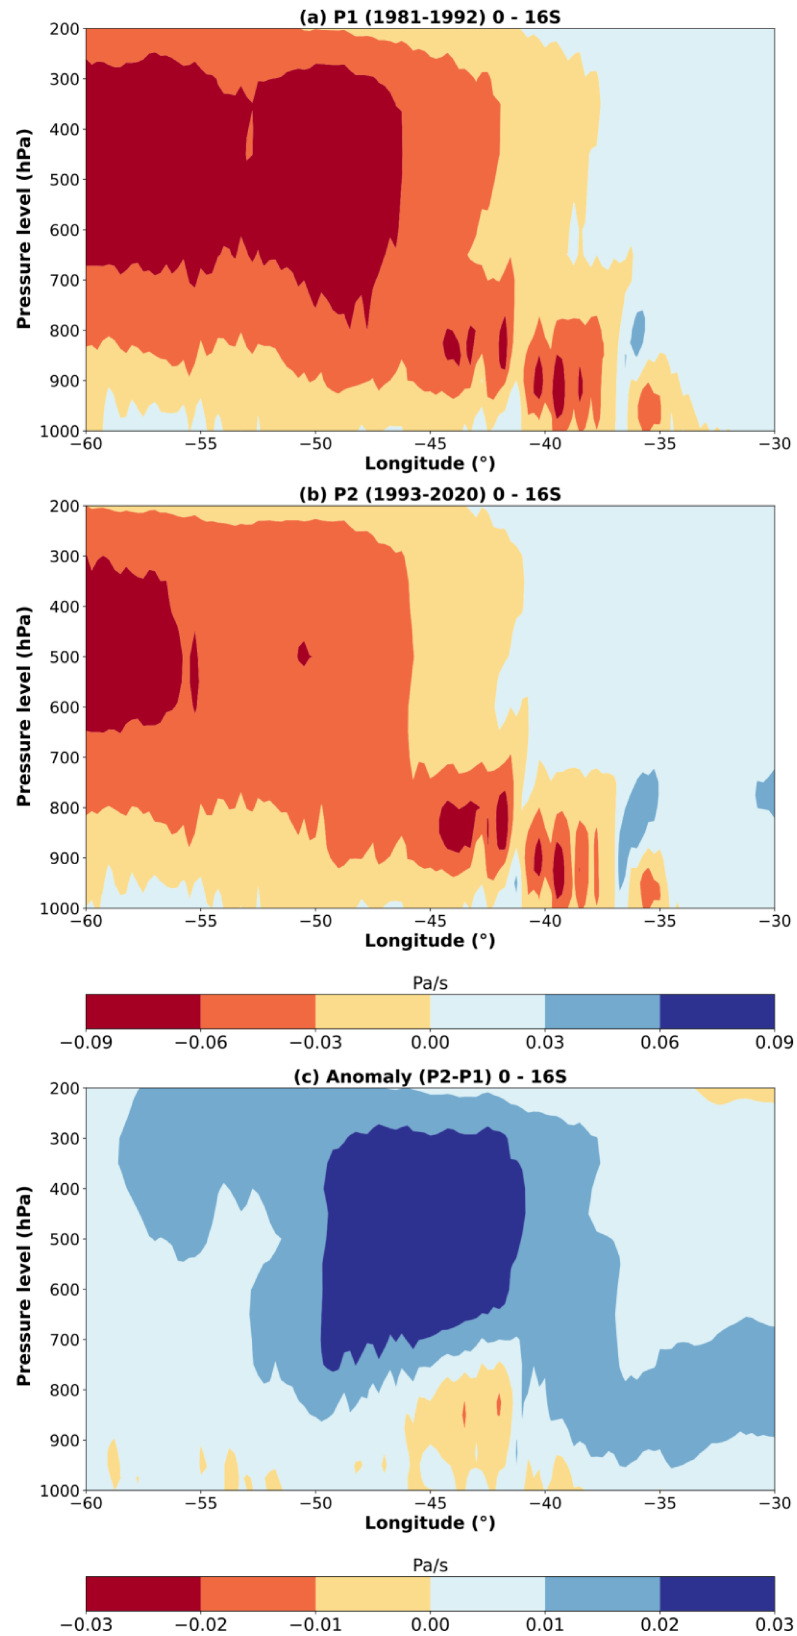 (a) P1 (1981-1992) 0 - 16S
200
300
400
500
600
700
800
900
1000
Pressure level (hPa)
−60 −55 −50 −45 −40 −35 −30
Longitude (°)
(b) P2 (1993-2020) 0 - 16S
200
300
400
500
600
700
800
900
1000
Pressure level (hPa)
−60 −55 −50 −45 −40 −35 −30
Longitude (°)
Pa/s
−0.09 −0.06 −0.03 0.00 0.03 0.06 0.09
(c) Anomaly (P2-P1) 0 - 16S
200
300
400
500
600
700
800
900
1000
Pressure level (hPa)
−60 −55 −50 −45 −40 −35 −30
Longitude (°)
Pa/s
−0.03 −0.02 −0.01 0.00 0.01 0.02 0.03